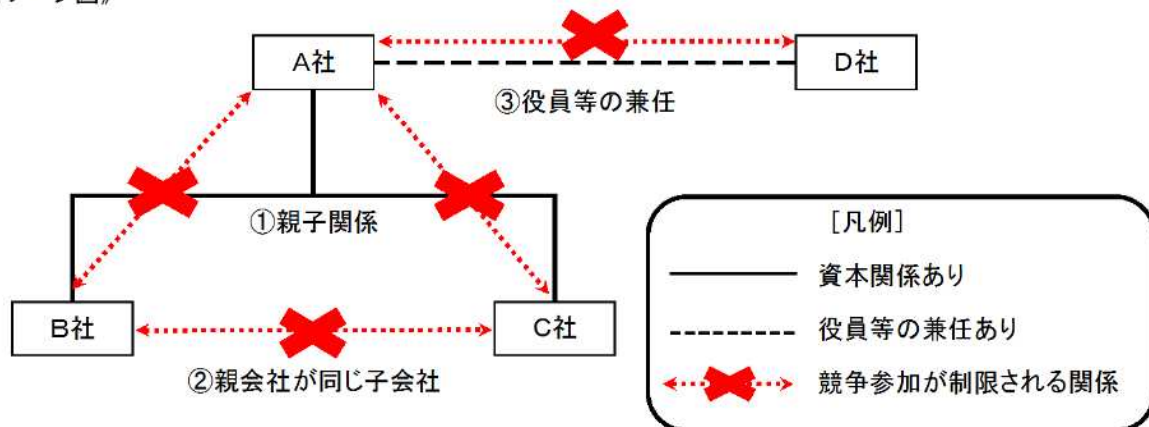 A社
D社
③役員等の兼任
①親子関係
[凡例]
資本関係あり
B社
C社
役員等の兼任あり
②親会社が同じ子会社
競争参加が制限される関係